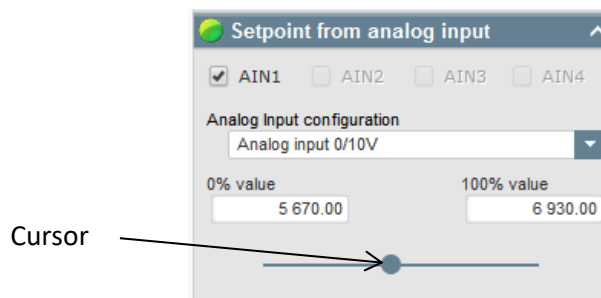 Setpoint from analog input
AIN1 AIN2 AIN3 AIN4
Analog Input configuration
Analog input 0/10V
0% value 100% value
5 670.00 6 930.00
Cursor